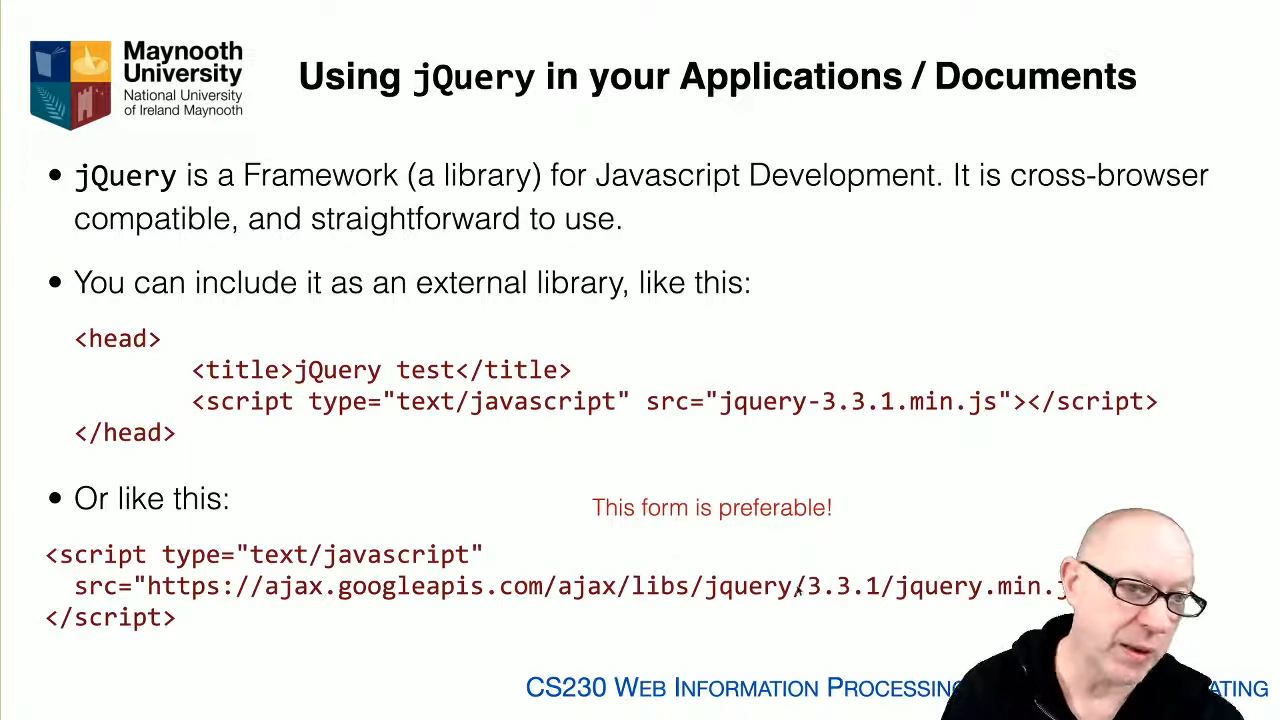 Maynooth
University
National University
of Ireland Maynooth
Using jQuery in your Applications / Documents
• jQuery is a Framework (a library) for Javascript Development. It is cross-browser
compatible, and straightforward to use.
• You can include it as an external library, like this:
<head>
<title>jQuery test</title>
<script type="text/javascript" src="jquery-3.3.1.min.js"></script>
</head>
• Or like this:
This form is preferable!
<script type="text/javascript"
src="https://ajax.googleapis.com/ajax/libs/jquery/3.3.1/jquery.min.j
</script>
CS230 WEB INFORMATION PROCESSING